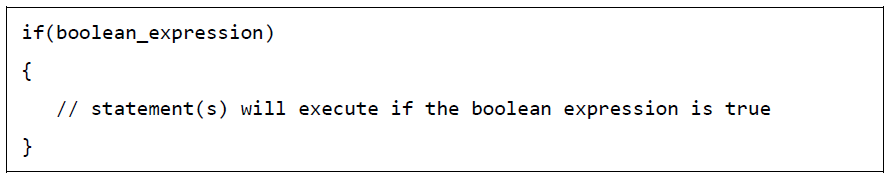 if(boolean_expression)
{
   // statement(s) will execute if the boolean expression is true
}